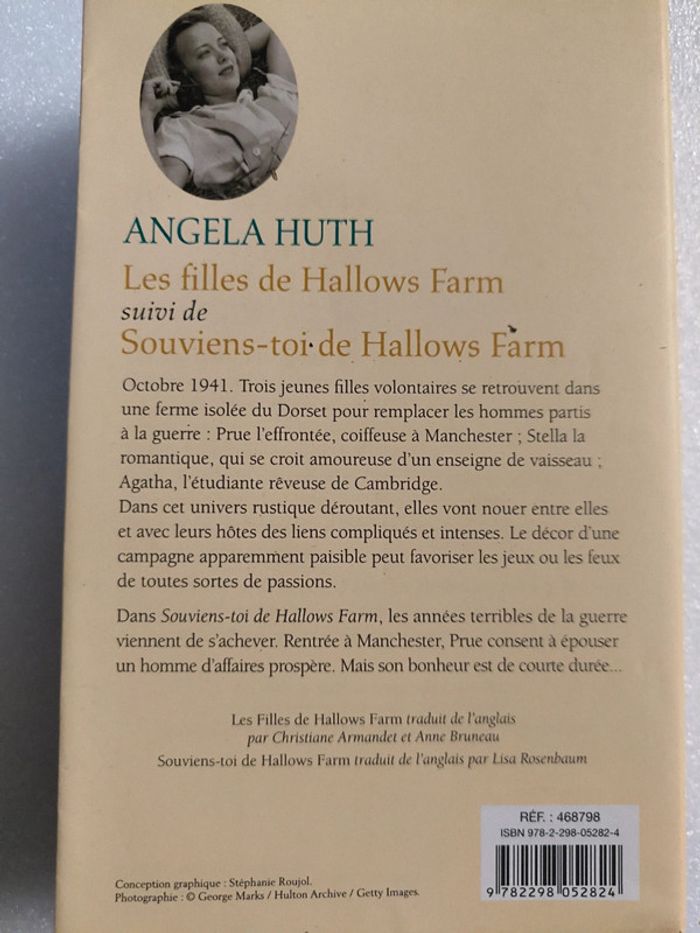 ANGELA HUTH
Les filles de Hallows Farm
suivi de
Souviens-toi de Hallows Farm
Octobre 1941. Trois jeunes filles volontaires se retrouvent dans
une ferme isolée du Dorset pour remplacer les hommes partis
à la guerre : Prue l'effrontée, coiffeuse à Manchester ; Stella la
romantique, qui se croit amoureuse d'un enseigne de vaisseau ;
Agatha, l'étudiante rêveuse de Cambridge.
Dans cet univers rustique déroutant, elles vont nouer entre elles
et avec leurs hôtes des liens compliqués et intenses. Le décor d'une
campagne apparemment paisible peut favoriser les jeux ou les feux
de toutes sortes de passions.
Dans Souviens-toi de Hallows Farm, les années terribles de la guerre
viennent de s'achever. Rentrée à Manchester, Prue consent à épouser
un homme d'affaires prospère. Mais son bonheur est de courte durée...
Les Filles de Hallows Farm traduit de l'anglais
par Christiane Armandet et Anne Bruneau
Souviens-toi de Hallows Farm traduit de l'anglais par Lisa Rosenbaum
RÉF. : 468798
ISBN 978-2-298-05282-4
9 782298 052824
Conception graphique : Stéphanie Roujol.
Photographie : © George Marks / Hulton Archive / Getty Images.